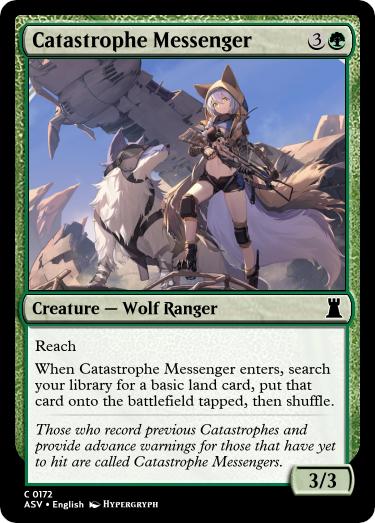 Catastrophe Messenger 3
Creature — Wolf Ranger
Reach
When Catastrophe Messenger enters, search
your library for a basic land card, put that
card onto the battlefield tapped, then shuffle.
Those who record previous Catastrophes and
provide advance warnings for those that have yet
to hit are called Catastrophe Messengers.
3/3
C 0172
ASV • English Hypergryph